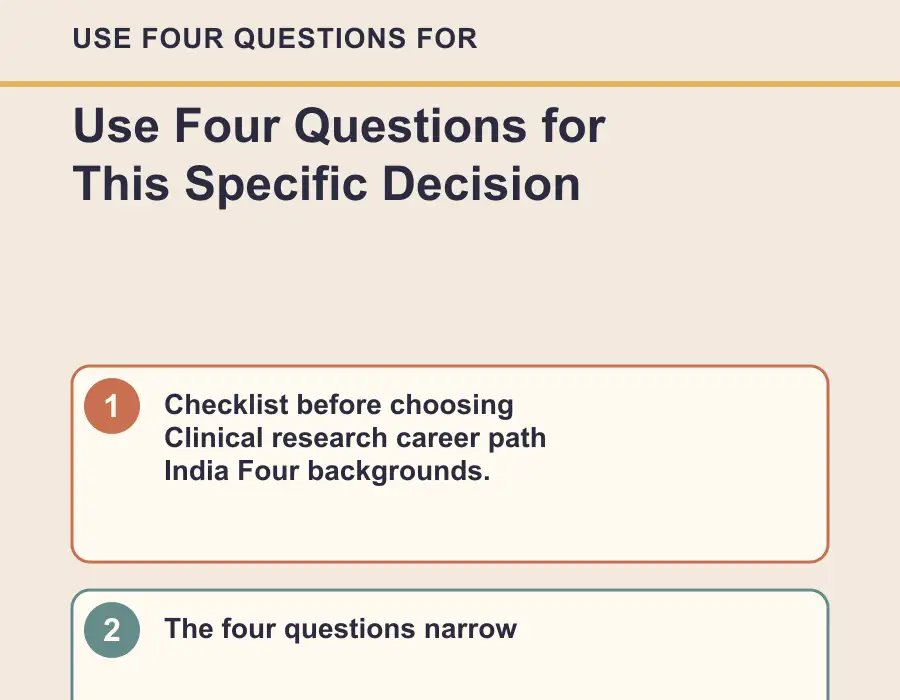 USE FOUR QUESTIONS FOR
Use Four Questions for
This Specific Decision
1
Checklist before choosing
Clinical research career path
India Four backgrounds.
2
The four questions narrow